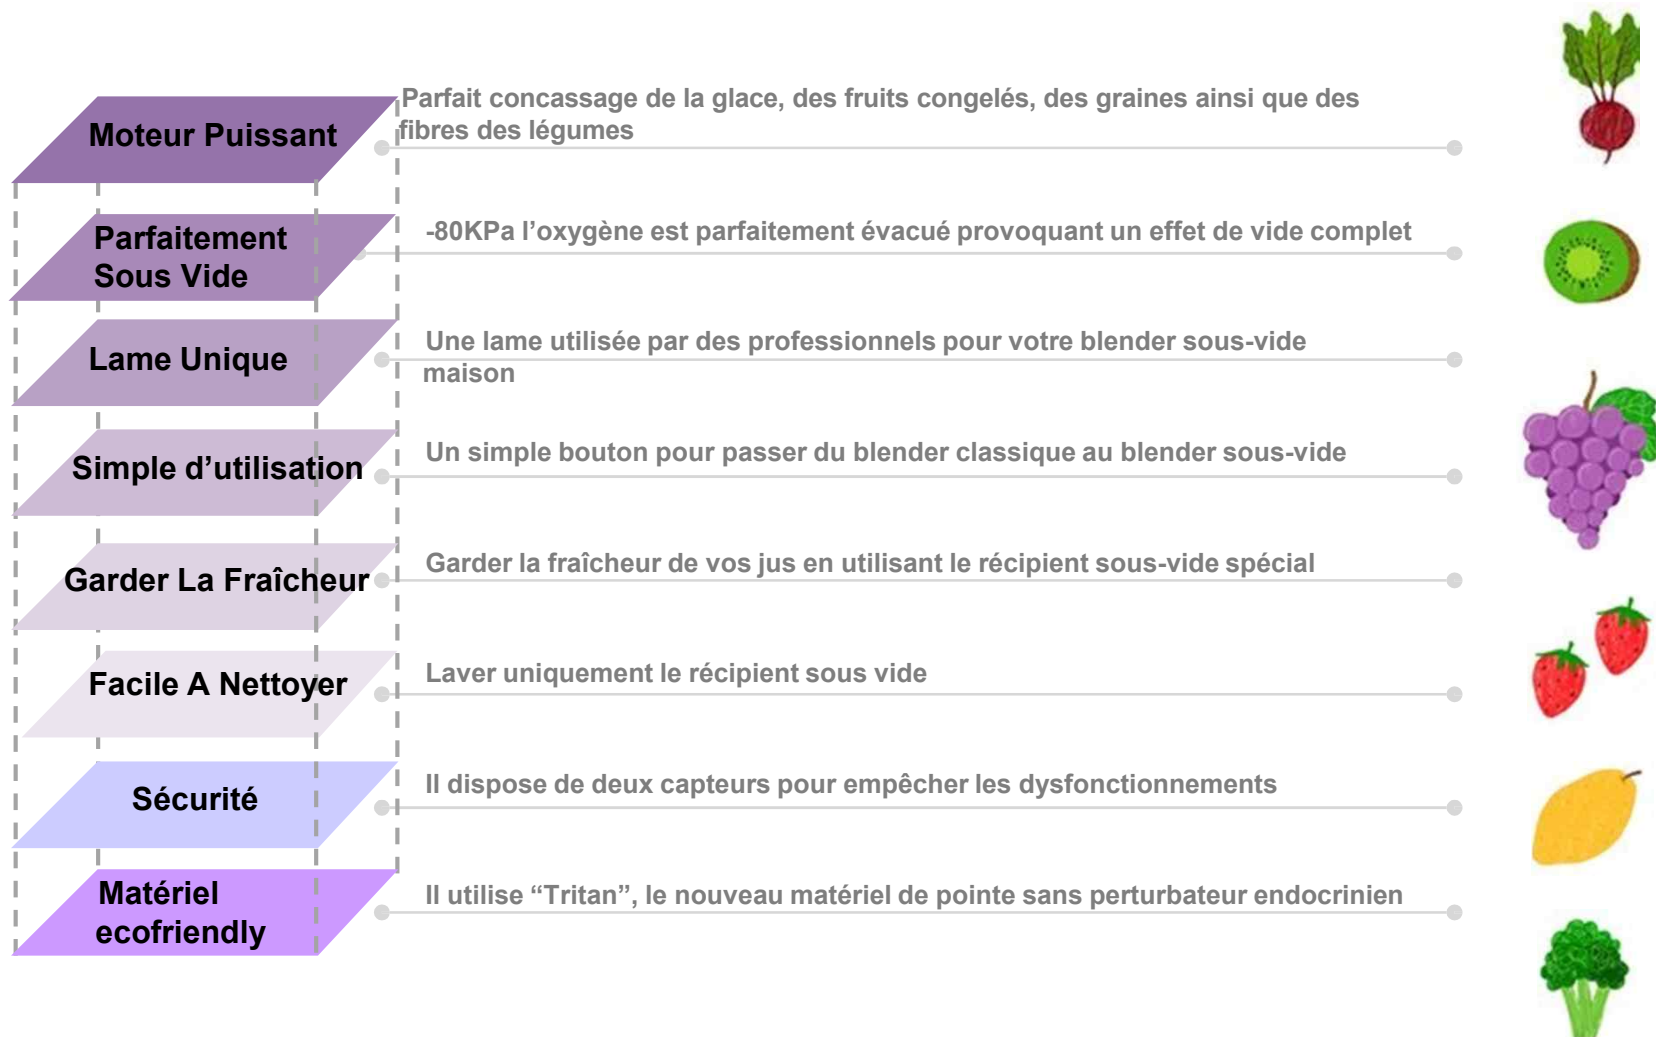 Moteur Puissant
Parfait concassage de la glace, des fruits congelés, des graines ainsi que des
fibres des légumes
Parfaitement
Sous Vide
-80KPa l’oxygène est parfaitement évacué provoquant un effet de vide complet
Lame Unique
Une lame utilisée par des professionnels pour votre blender sous-vide
maison
Simple d’utilisation
Un simple bouton pour passer du blender classique au blender sous-vide
Garder La Fraîcheur
Garder la fraîcheur de vos jus en utilisant le récipient sous-vide spécial
Facile A Nettoyer
Laver uniquement le récipient sous vide
Sécurité
Il dispose de deux capteurs pour empêcher les dysfonctionnements
Matériel
ecofriendly
Il utilise “Tritan”, le nouveau matériel de pointe sans perturbateur endocrinien